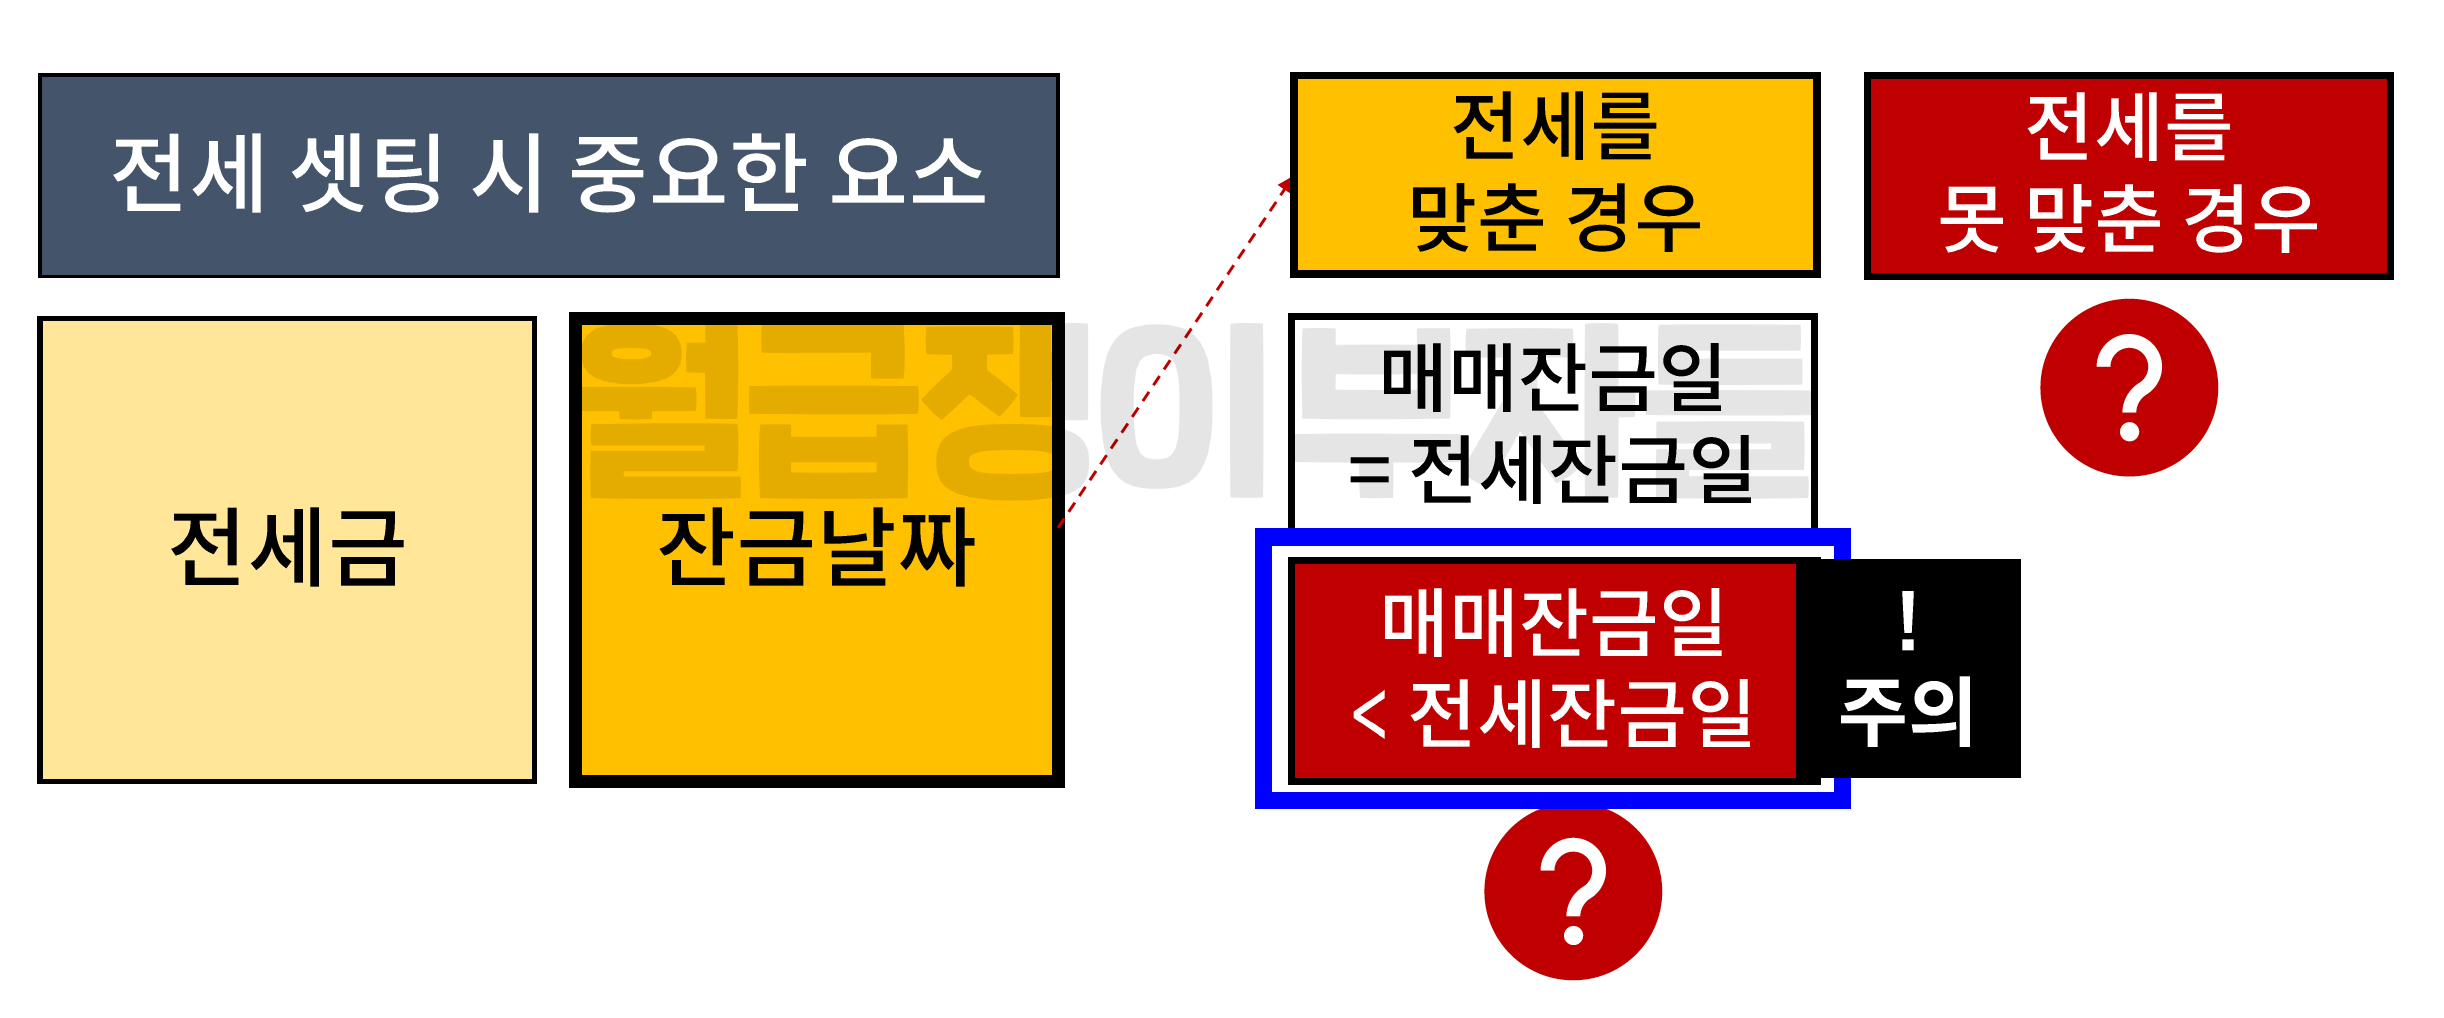 전세 셋팅 시 중요한 요소
전세금
잔금날짜
전세를
맞춘 경우
매매잔금일
= 전세잔금일
매매잔금일
< 전세잔금일
!
주의
?
전세를
못 맞춘 경우
?
월급쟁이부자들